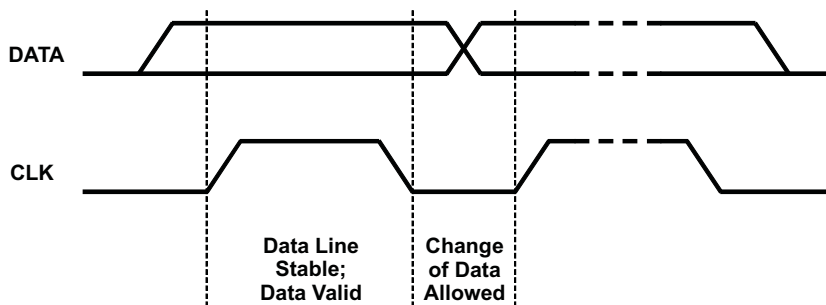 DATA
CLK
Data Line
Stable;
Data Valid
Change
of Data
Allowed